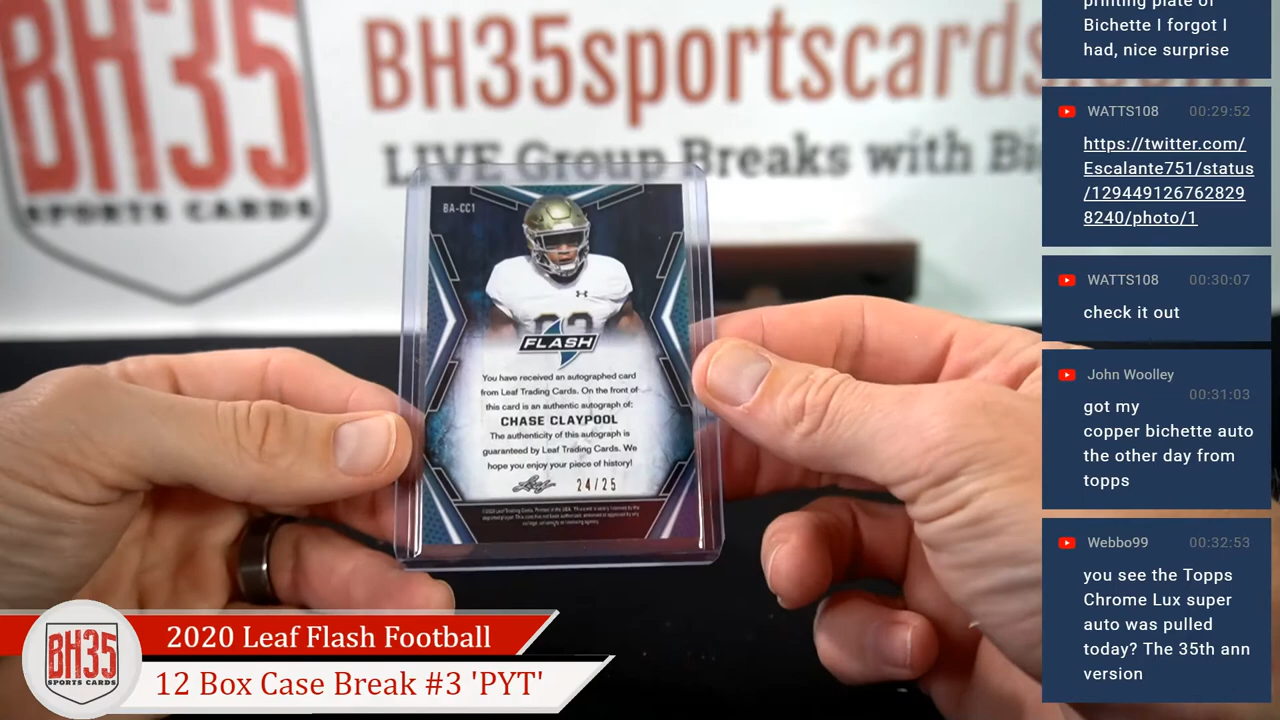 BH35
SPORTS CARDS
BH35sportscards.com
LIVE Group Breaks with Bi
BA-CC1
FLASH
You have received an autographed card
from Leaf Trading Cards. On the front of
this card is an authentic autograph of:
CHASE CLAYPOOL
The authenticity of this autograph is
guaranteed by Leaf Trading Cards. We
hope you enjoy your piece of history!
Leaf 24/25
2020 Leaf Flash Football
12 Box Case Break #3 'PYT'
BH35
SPORTS CARDS
printing plate of
Bichette I forgot I
had, nice surprise
WATTS108 00:29:52
https://twitter.com/
Escalante751/status
/129449126762829
8240/photo/1
WATTS108 00:30:07
check it out
John Woolley
00:31:03
got my
copper bichette auto
the other day from
topps
Webbo99 00:32:53
you see the Topps
Chrome Lux super
auto was pulled
today? The 35th ann
version